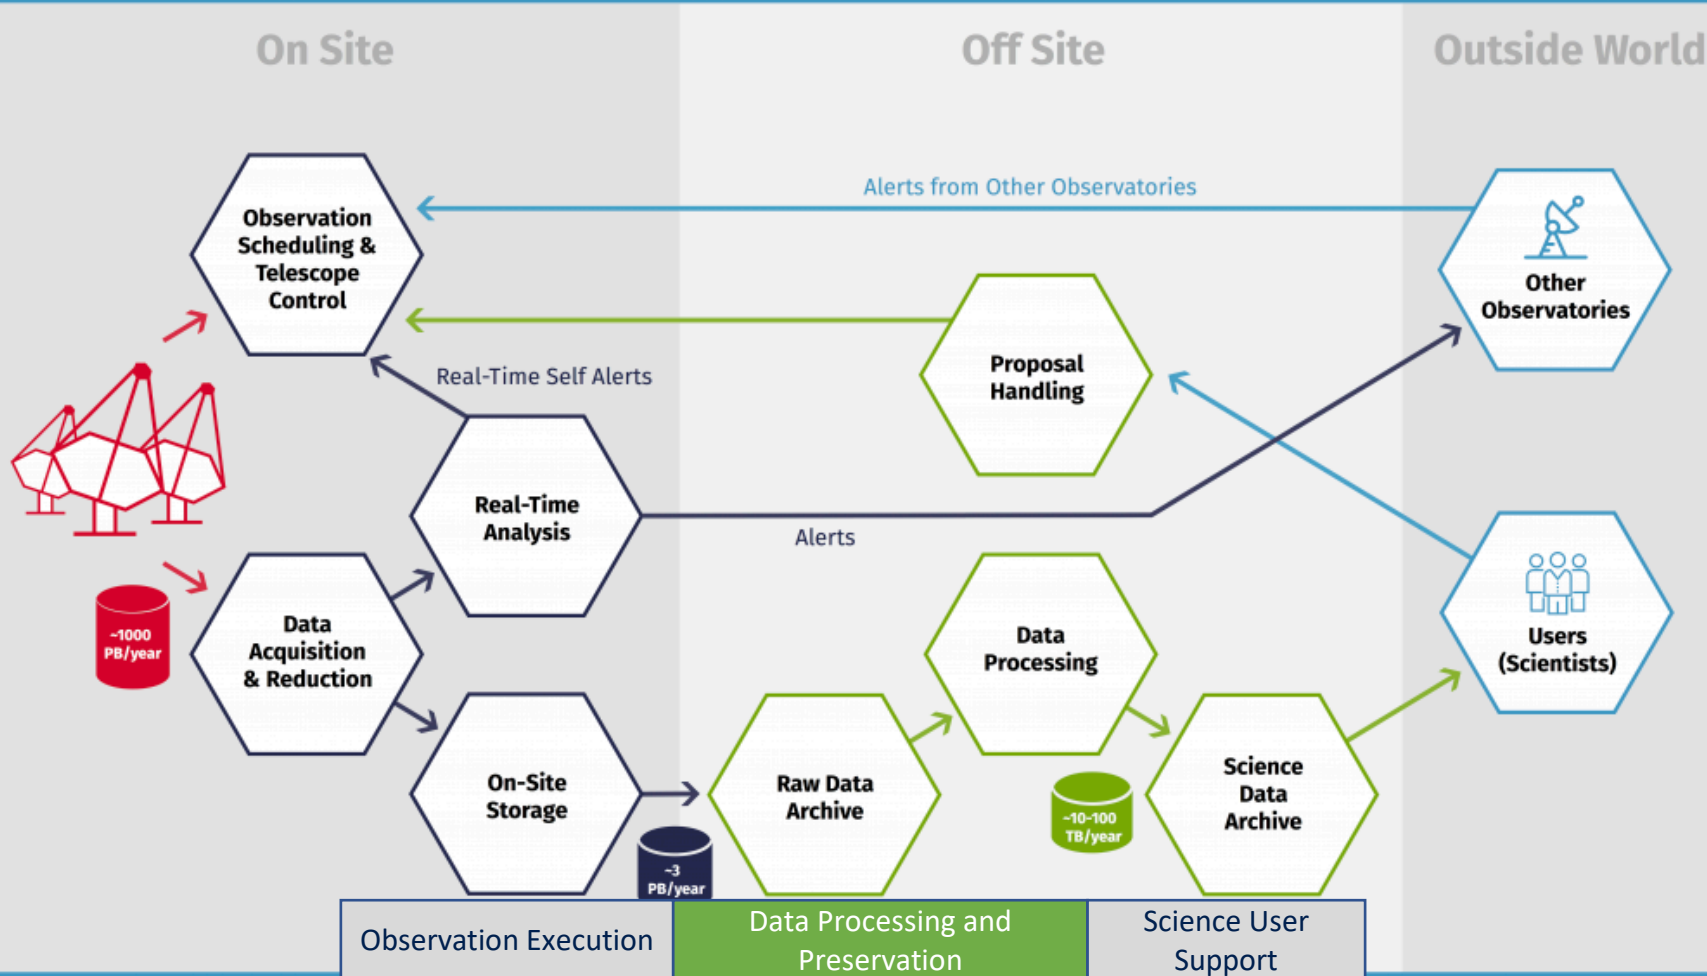 On Site
Off Site
Outside World
Alerts from Other Observatories
Observation
Scheduling &
Telescope
Control
Other
Observatories
Proposal
Handling
Real-Time Self Alerts
Real-Time
Analysis
Alerts
~1000
PB/year
Data
Acquisition
& Reduction
Data
Processing
Users
(Scientists)
On-Site
Storage
Raw Data
Archive
Science
Data
Archive
~10-100
TB/year
~3
PB/year
Observation Execution
Data Processing and
Preservation
Science User
Support